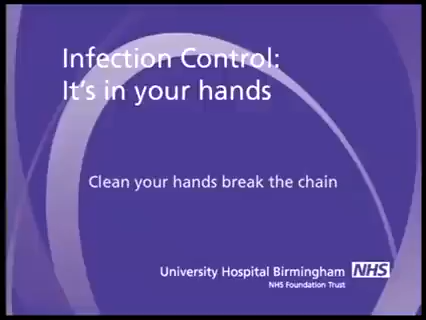 Infection Control:
It's in your hands
Clean your hands break the chain
University Hospital Birmingham NHS
NHS Foundation Trust